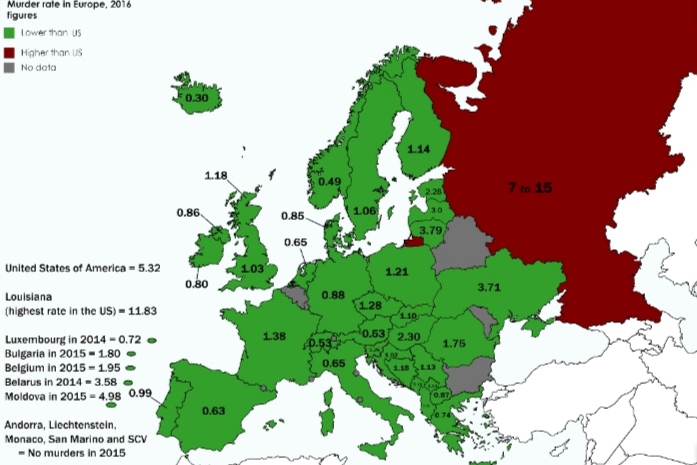 Murder rate in Europe, 2016
figures
Lower than US
Higher than US
No data
0.30
1.14
1.18
0.49
7 to 15
2.28
0.86
0.85
1.06
3.0
3.79
0.65
United States of America = 5.32
0.80
1.03
1.21
3.71
0.88
Louisiana
(highest rate in the US) = 11.83
1.28
1.10
1.38
0.53
0.53
2.30
1.75
Luxembourg in 2014 = 0.72
Bulgaria in 2015 = 1.80
Belgium in 2015 = 1.95
Belarus in 2014 = 3.58
Moldova in 2015 = 4.98
0.65
1.18
1.13
0.99
0.63
0.87
0.74
Andorra, Liechtenstein,
Monaco, San Marino and SCV
= No murders in 2015